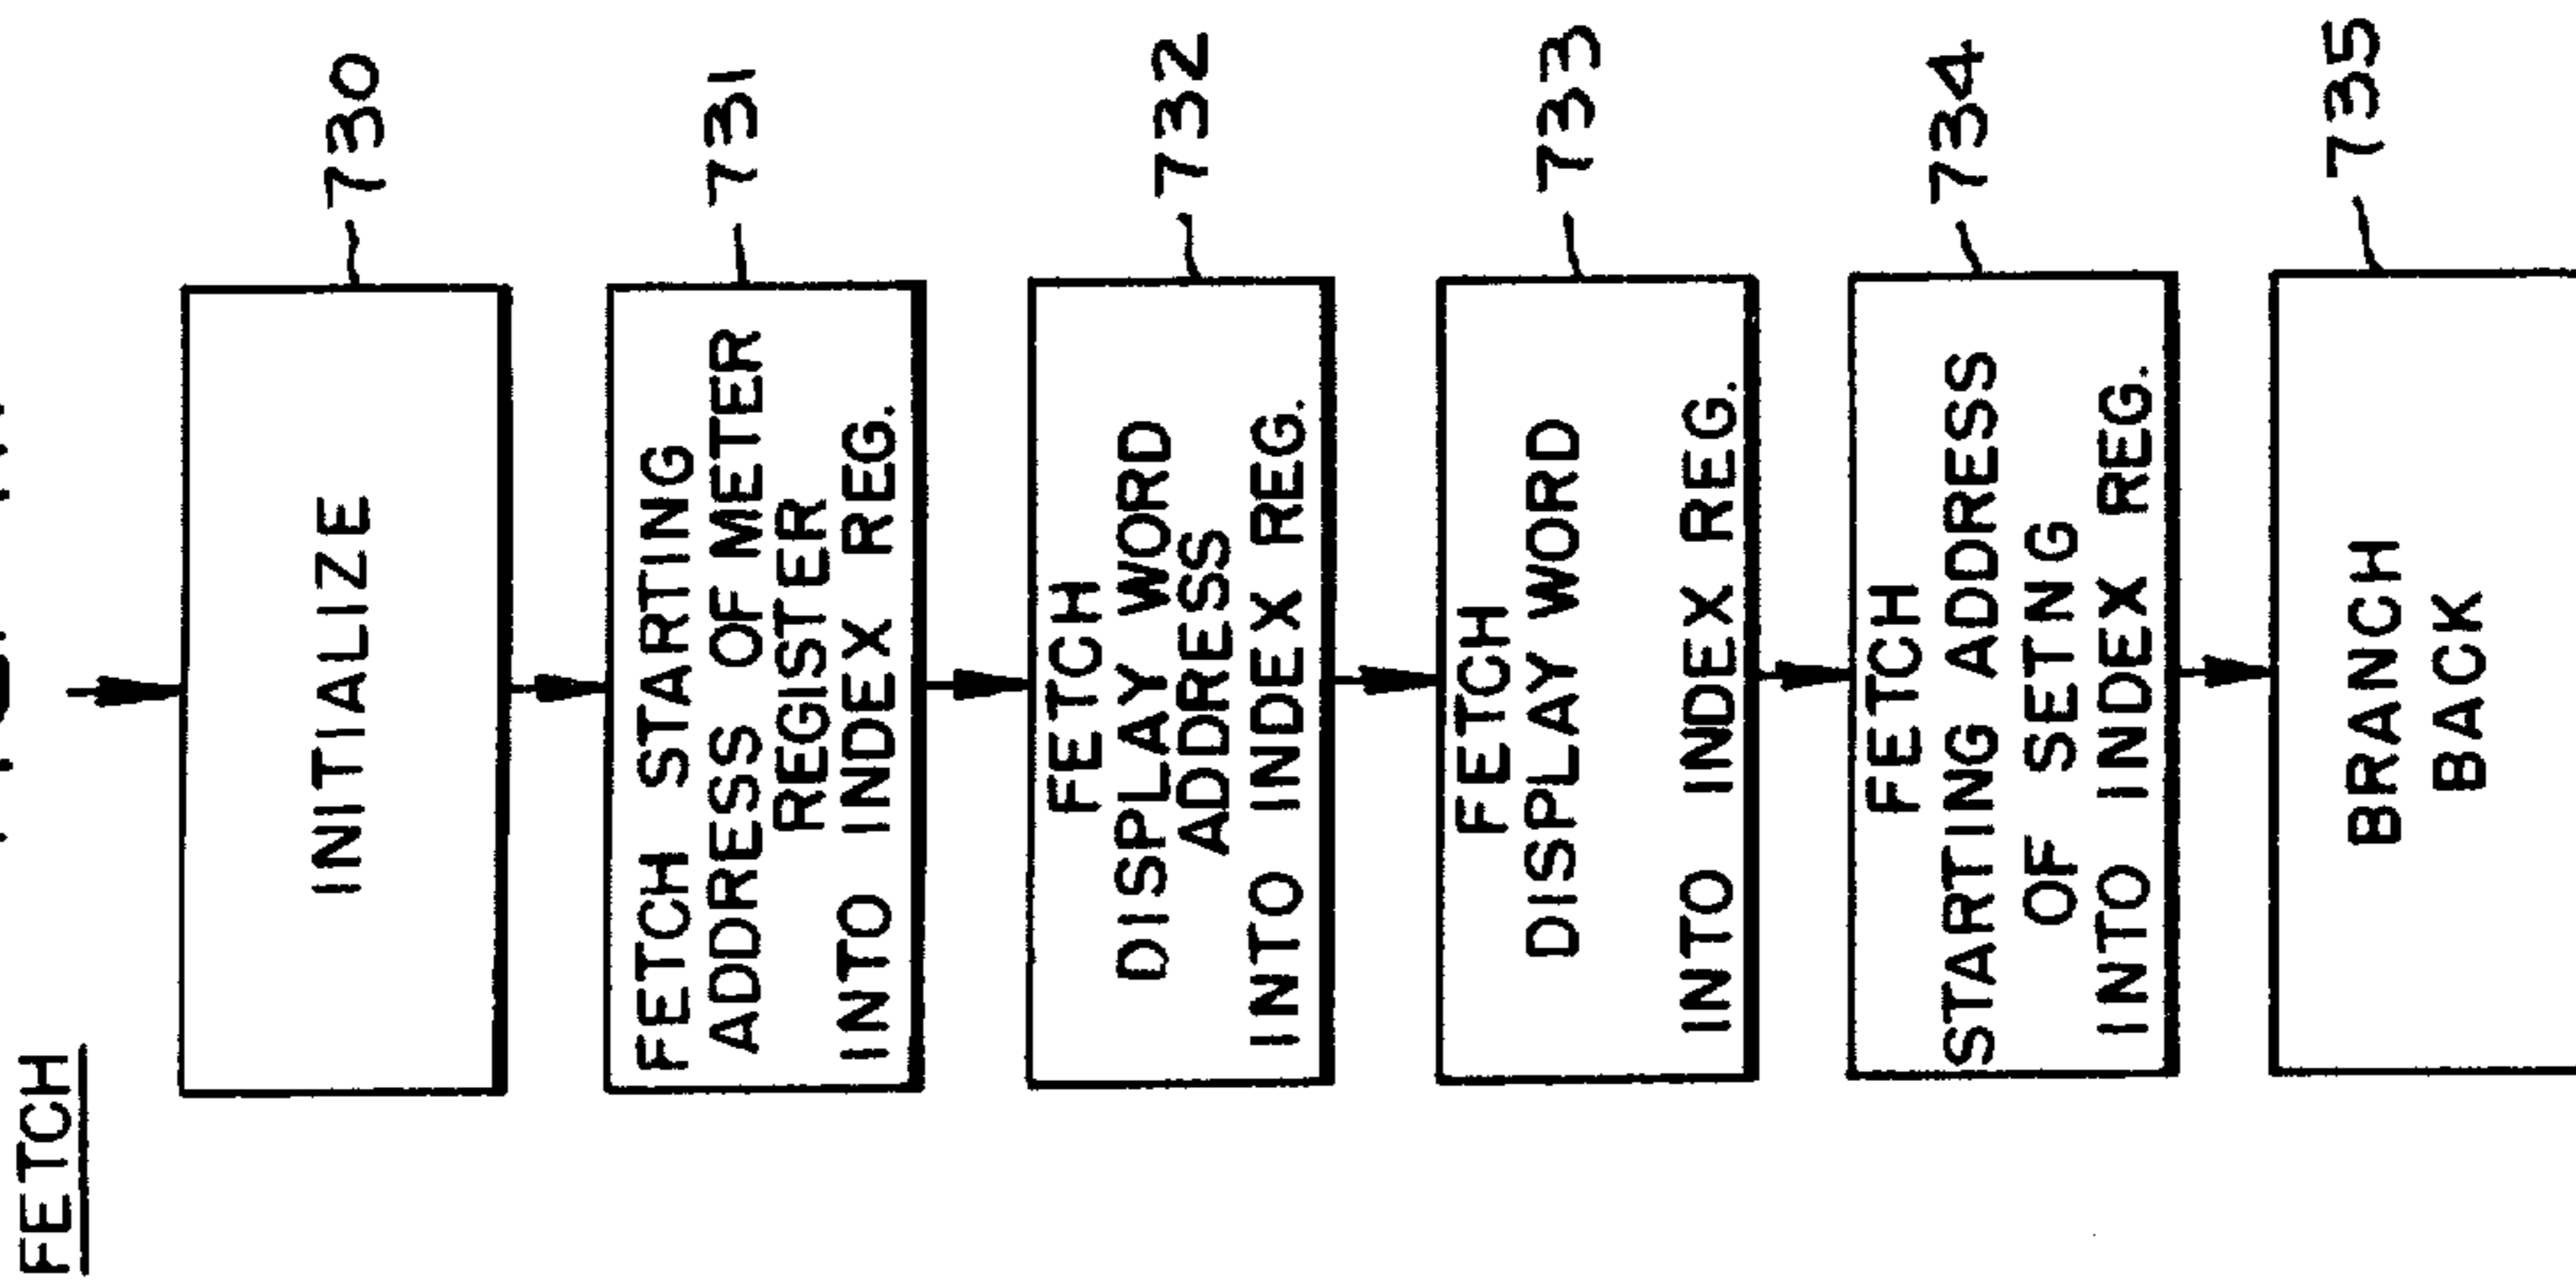 FETCH
INITIALIZE
730
FETCH STARTING
ADDRESS OF METER
REGISTER
INTO INDEX REG.
731
FETCH
DISPLAY WORD
ADDRESS
INTO INDEX REG.
732
FETCH
DISPLAY WORD
INTO INDEX REG.
733
FETCH
STARTING ADDRESS
OF SETNG
INTO INDEX REG.
734
BRANCH
BACK
735